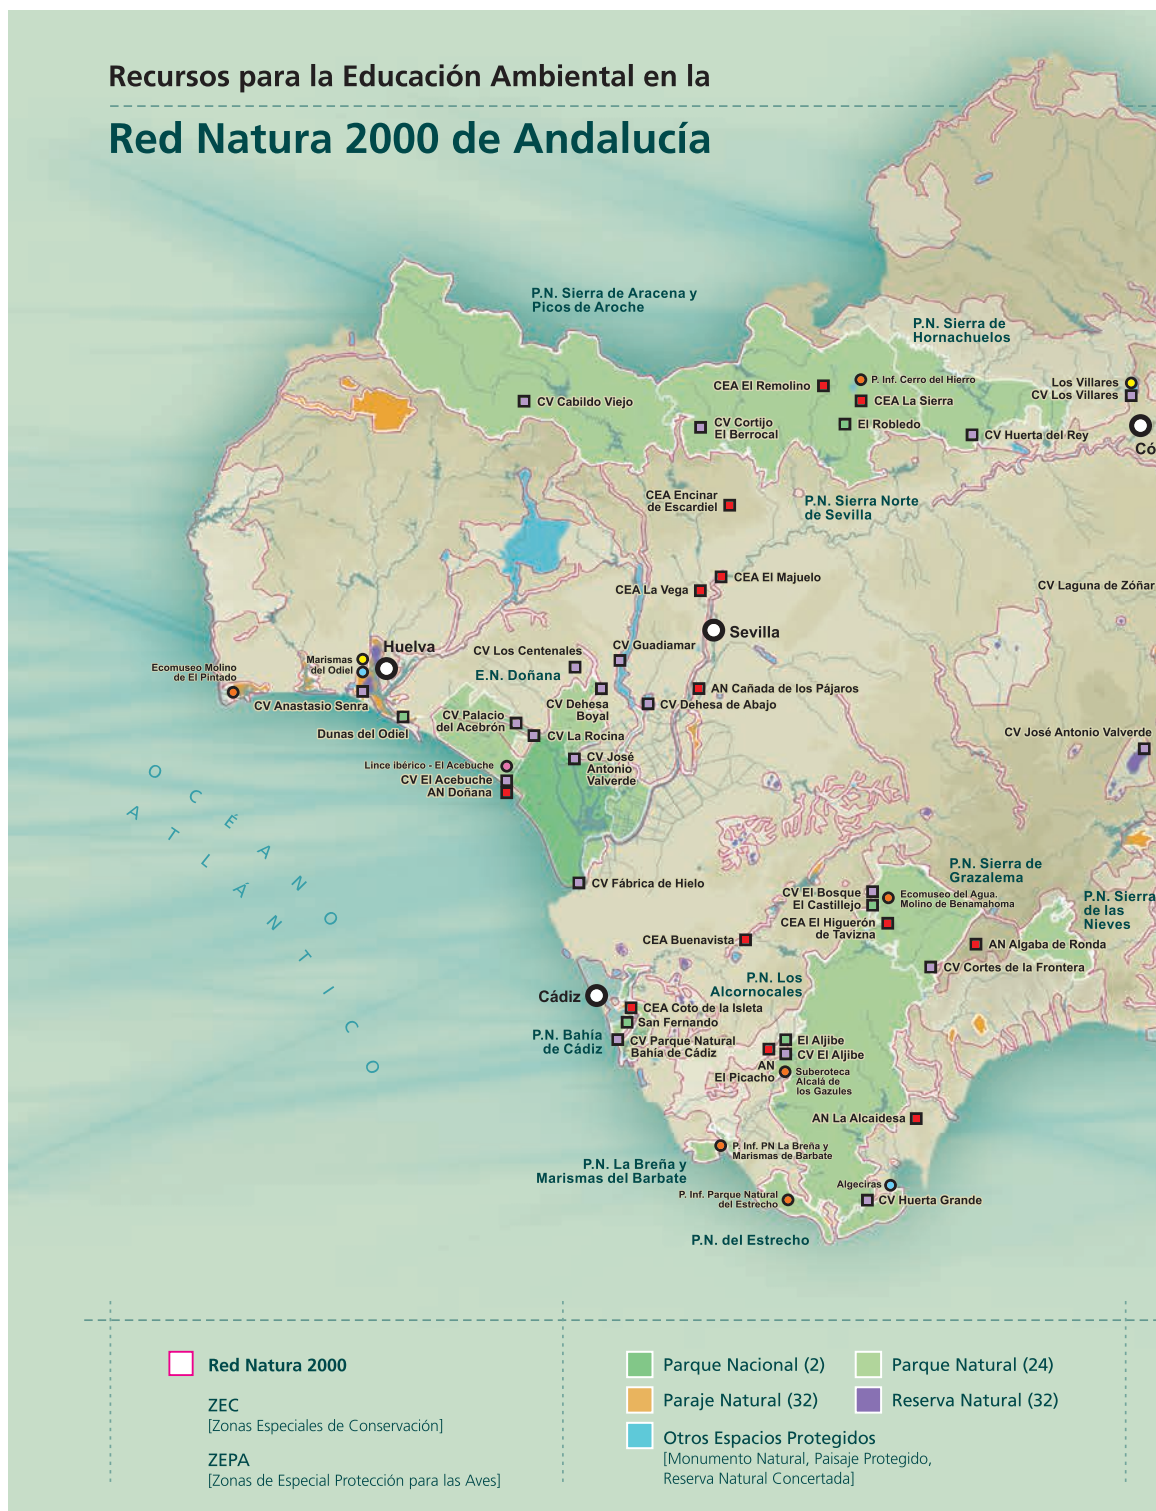 Recursos para la Educación Ambiental en la
Red Natura 2000 de Andalucía
P.N. Sierra de Aracena y
Picos de Aroche
P.N. Sierra de
Hornachuelos
CEA El Remolino
P. Inf. Cerro del Hierro
Los Villares
CV Los Villares
CV Cabildo Viejo
CEA La Sierra
CV Cortijo
El Berrocal
El Robledo
CV Huerta del Rey
Có
CEA Encinar
de Escardiel
P.N. Sierra Norte
de Sevilla
CEA El Majuelo
CEA La Vega
CV Laguna de Zóñar
Sevilla
Huelva
CV Guadiamar
CV Los Centenales
Marismas
del Odiel
Ecomuseo Molino
de El Pintado
E.N. Doñana
AN Cañada de los Pájaros
CV Anastasio Senra
CV Dehesa
Boyal
CV Dehesa de Abajo
CV Palacio
del Acebrón
Dunas del Odiel
CV La Rocina
CV José Antonio Valverde
Lince ibérico - El Acebuche
CV José
Antonio
Valverde
CV El Acebuche
AN Doñana
OCÉANO
ATLÁNTICO
P.N. Sierra de
Grazalema
CV Fábrica de Hielo
CV El Bosque
El Castillejo
Ecomuseo del Agua.
Molino de Benamahoma
P.N. Sierra
de las
Nieves
CEA El Higuerón
de Tavizna
CEA Buenavista
AN Algaba de Ronda
CV Cortes de la Frontera
P.N. Los
Alcornocales
Cádiz
CEA Coto de la Isleta
San Fernando
P.N. Bahía
de Cádiz
CV Parque Natural
Bahía de Cádiz
El Aljibe
CV El Aljibe
AN
El Picacho
Suberoteca
Alcalá de
los Gazules
AN La Alcaidesa
P. Inf. PN La Breña y
Marismas de Barbate
P.N. La Breña y
Marismas del Barbate
Algeciras
P. Inf. Parque Natural
del Estrecho
CV Huerta Grande
P.N. del Estrecho
Red Natura 2000
ZEC
[Zonas Especiales de Conservación]
ZEPA
[Zonas de Especial Protección para las Aves]
Parque Nacional (2)
Parque Natural (24)
Paraje Natural (32)
Reserva Natural (32)
Otros Espacios Protegidos
[Monumento Natural, Paisaje Protegido,
Reserva Natural Concertada]